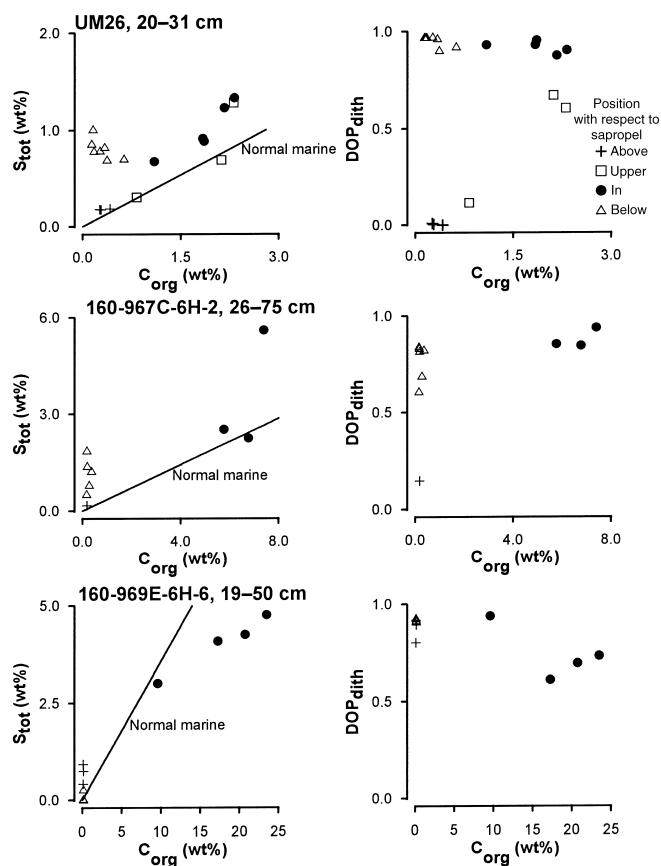 UM26, 20–31 cm
2.0
1.0
0.0
Stot (wt%)
Normal marine
0.0 1.5 3.0
Corg (wt%)
1.0
0.5
0.0
DOPdith
Position
with respect to
sapropel
Above
Upper
In
Below
0.0 1.5 3.0
Corg (wt%)
160-967C-6H-2, 26–75 cm
6.0
3.0
0.0
Stot (wt%)
Normal marine
0.0 4.0 8.0
Corg (wt%)
1.0
0.5
0.0
DOPdith
0.0 4.0 8.0
Corg (wt%)
160-969E-6H-6, 19–50 cm
5.0
2.5
0.0
Stot (wt%)
Normal marine
0 5 10 15 20 25
Corg (wt%)
1.0
0.5
0.0
DOPdith
0 5 10 15 20 25
Corg (wt%)